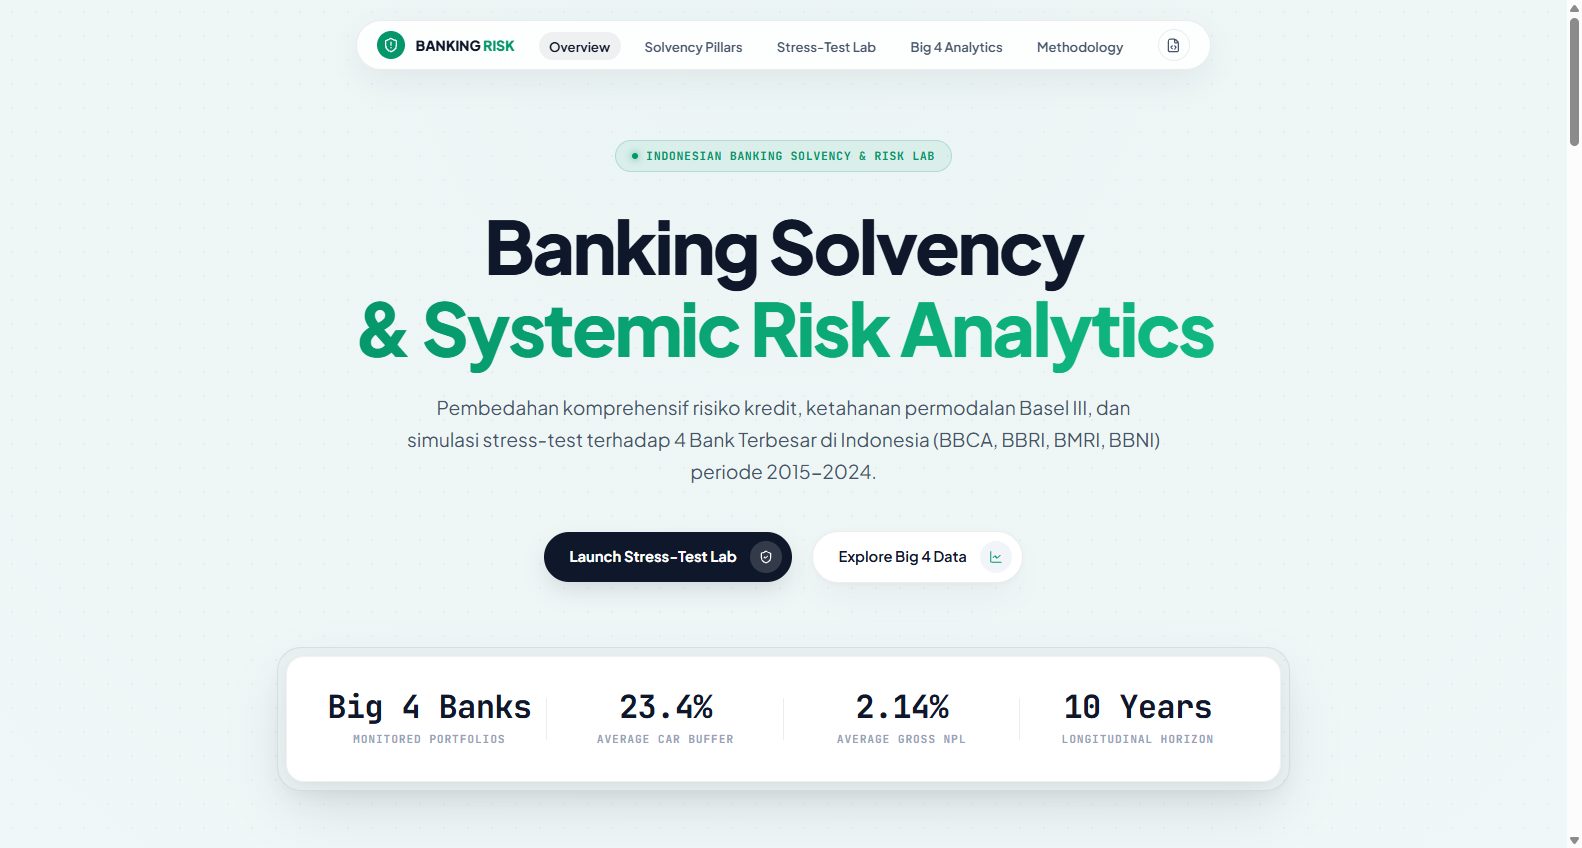 BANKING RISK
Overview
Solvency Pillars
Stress-Test Lab
Big 4 Analytics
Methodology
INDONESIAN BANKING SOLVENCY & RISK LAB
Banking Solvency
& Systemic Risk Analytics
Pembedahan komprehensif risiko kredit, ketahanan permodalan Basel III, dan
simulasi stress-test terhadap 4 Bank Terbesar di Indonesia (BBCA, BBRI, BMRI, BBNI)
periode 2015–2024.
Launch Stress-Test Lab
Explore Big 4 Data
Big 4 Banks
MONITORED PORTFOLIOS
23.4%
AVERAGE CAR BUFFER
2.14%
AVERAGE GROSS NPL
10 Years
LONGITUDINAL HORIZON